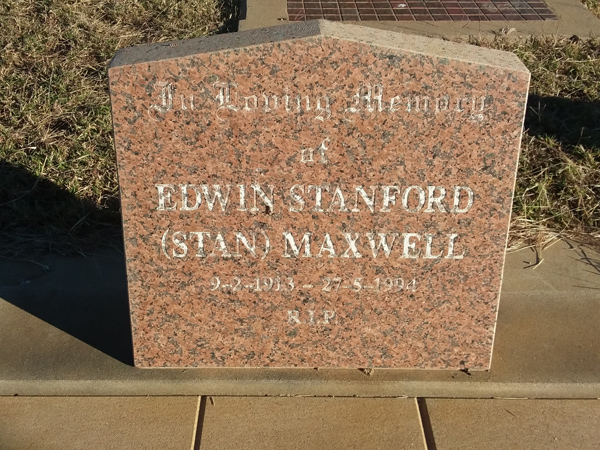 In Loving Memory
of
EDWIN STANFORD
(STAN) MAXWELL
9-2-1913 - 27-5-1994
R.I.P.